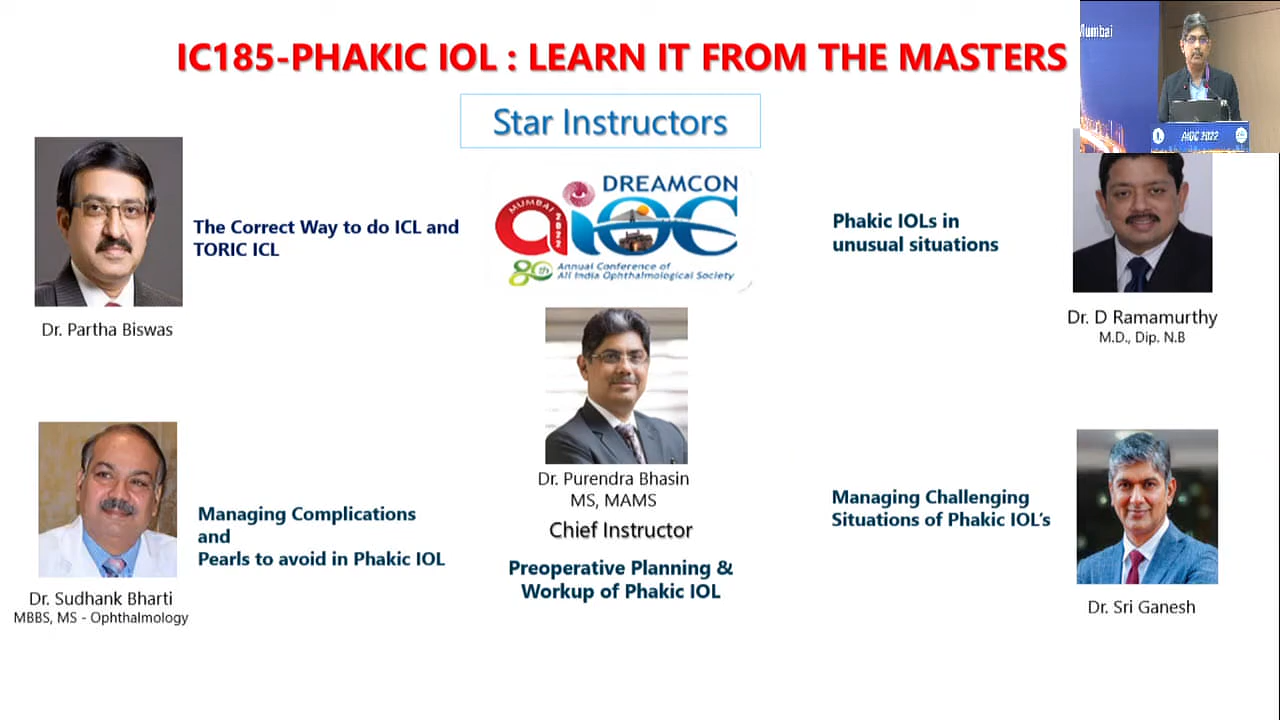 IC185-PHAKIC IOL : LEARN IT FROM THE MASTERS
Mumbai
AIOC 2022
Star Instructors
The Correct Way to do ICL and
TORIC ICL
Dr. Partha Biswas
DREAMCON
MUMBAI 2022
aioc
80th Annual Conference of
All India Ophthalmological Society
Phakic IOLs in
unusual situations
Dr. D Ramamurthy
M.D., Dip. N.B
Dr. Purendra Bhasin
MS, MAMS
Chief Instructor
Preoperative Planning &
Workup of Phakic IOL
Managing Complications
and
Pearls to avoid in Phakic IOL
Dr. Sudhank Bharti
MBBS, MS - Ophthalmology
Managing Challenging
Situations of Phakic IOL’s
Dr. Sri Ganesh